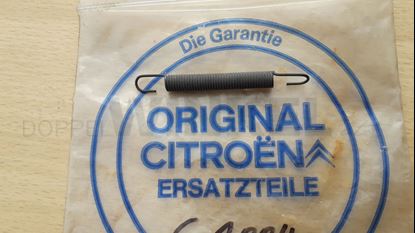 Die Garantie
ORIGINAL
CITROËN
ERSATZTEILE